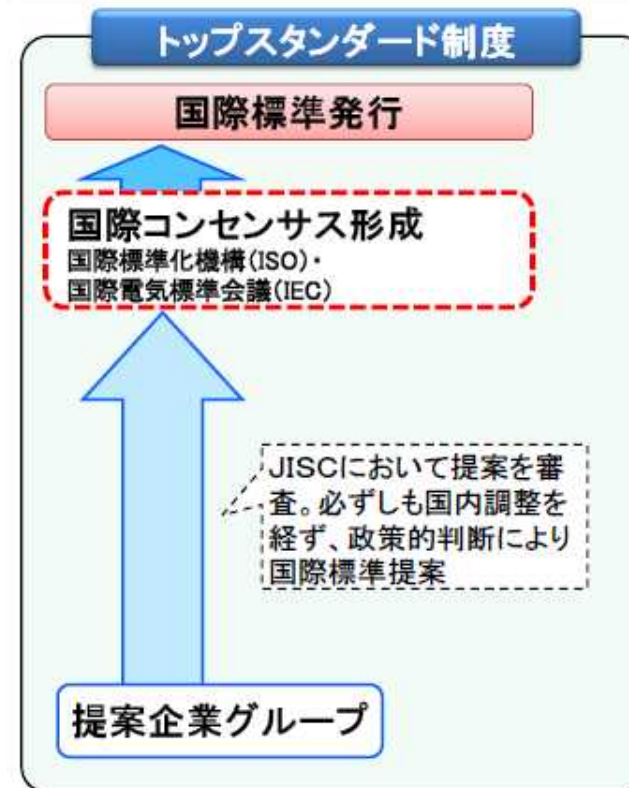 トップスタンダード制度
国際標準発行
国際コンセンサス形成
国際標準化機構(ISO)・
国際電気標準会議(IEC)
JISCにおいて提案を審
査。必ずしも国内調整を
経ず、政策的判断により
国際標準提案
提案企業グループ